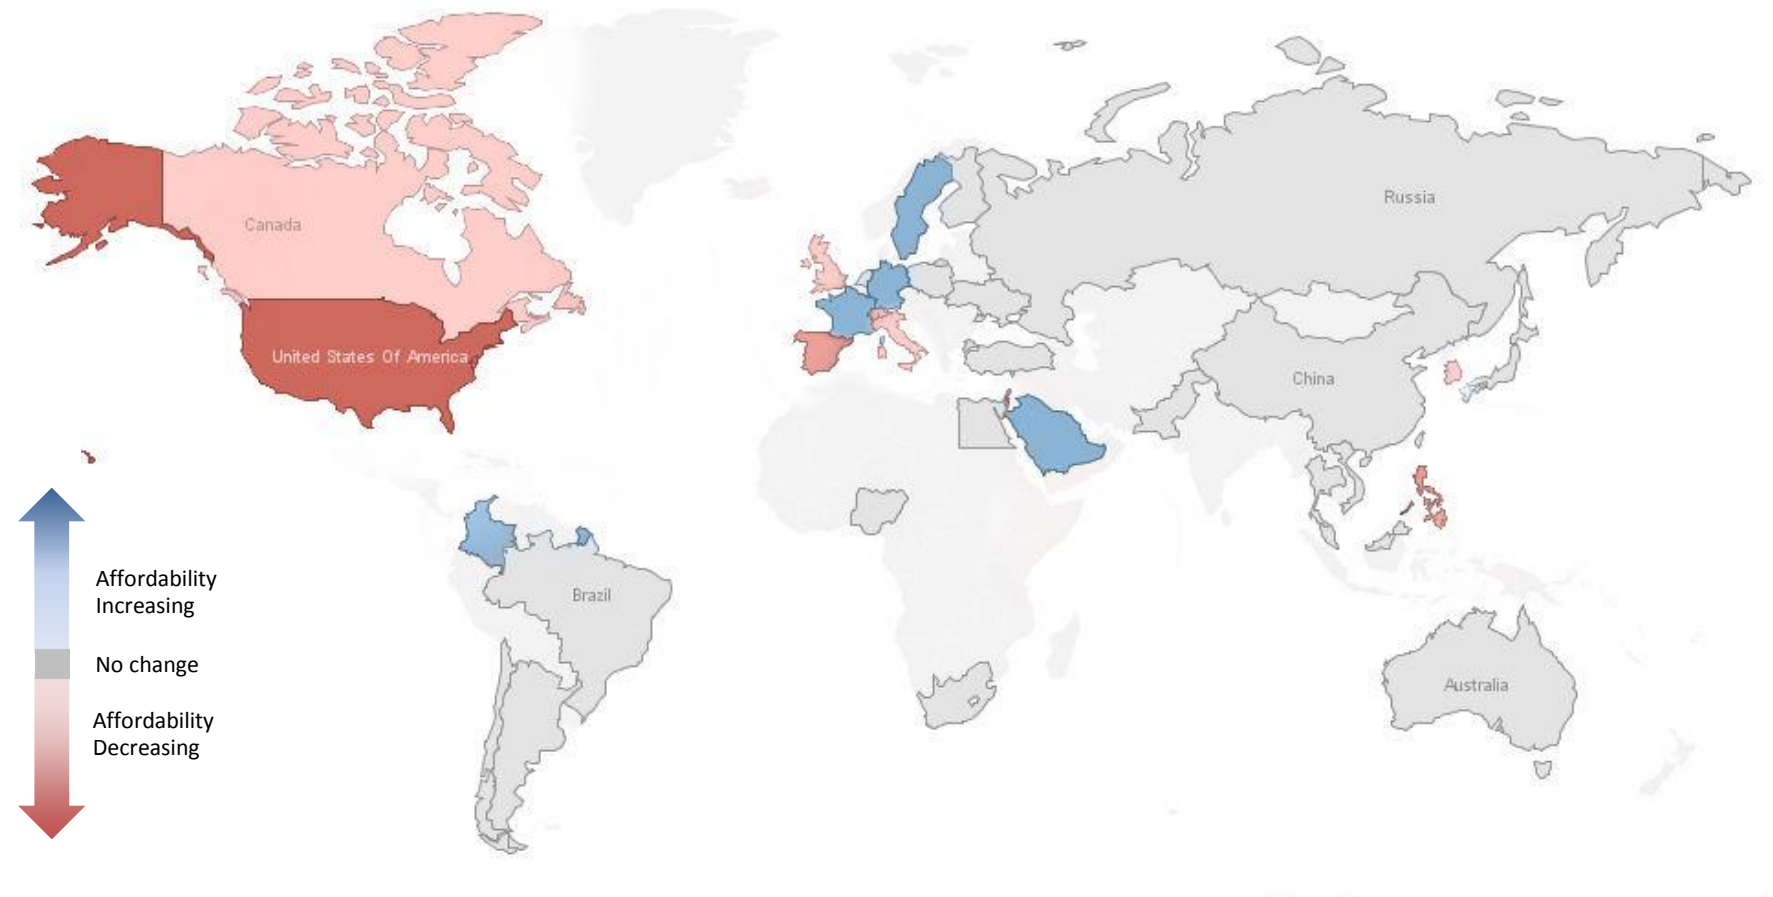 Canada
Russia
United States Of America
China
Affordability
Increasing
Brazil
No change
Australia
Affordability
Decreasing